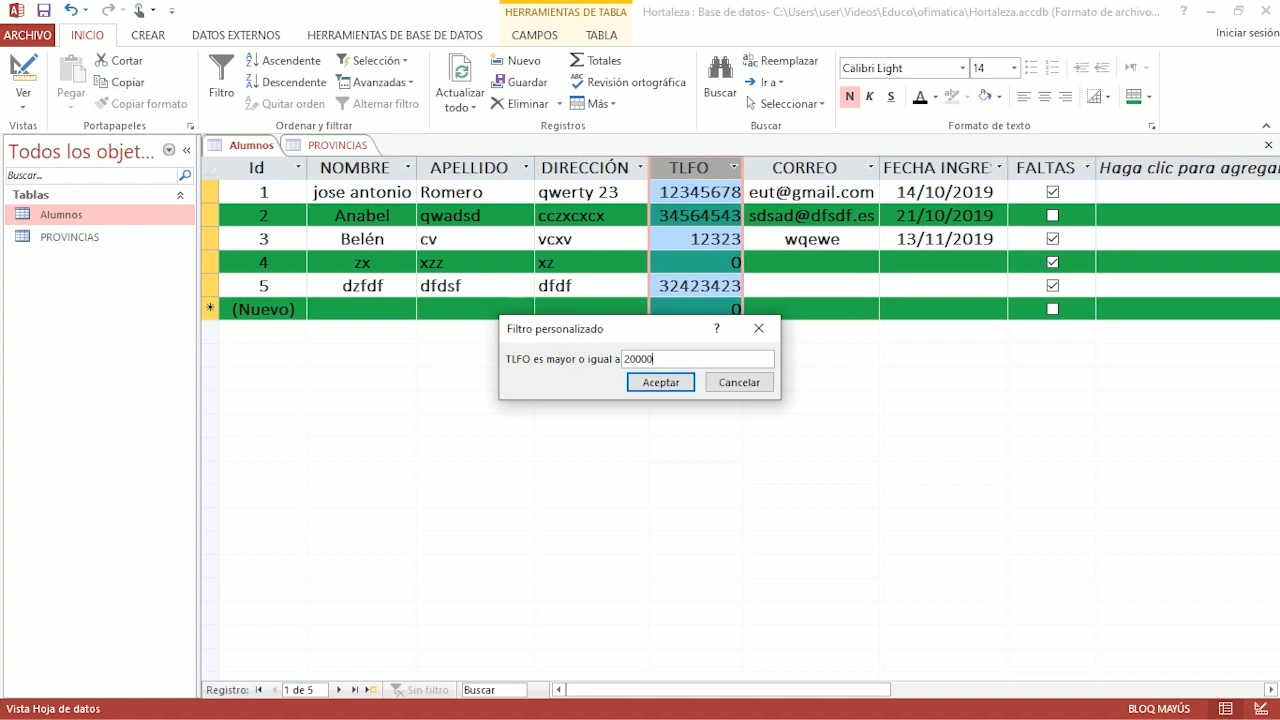 HERRAMIENTAS DE TABLA
Hortaleza : Base de datos- C:\Users\user\Videos\Educo\ofimatica\Hortaleza.accdb (Formato de archivo...
?
ARCHIVO INICIO CREAR DATOS EXTERNOS HERRAMIENTAS DE BASE DE DATOS CAMPOS TABLA
Iniciar sesión
Ver
Vistas
Pegar
Cortar
Copiar
Copiar formato
Portapapeles
Filtro
Ascendente
Descendente
Quitar orden
Selección
Avanzadas
Alternar filtro
Ordenar y filtrar
Actualizar
todo
Nuevo
Guardar
Eliminar
Totales
Revisión ortográfica
Más
Registros
Buscar
Reemplazar
Ir a
Seleccionar
Buscar
Calibri Light 14
N K S A
Formato de texto
Todos los objet... «
Buscar...
Tablas
Alumnos
PROVINCIAS
Alumnos PROVINCIAS
Id NOMBRE APELLIDO DIRECCIÓN TLFO CORREO FECHA INGRE: FALTAS Haga clic para agregar
1 jose antonio Romero qwerty 23 12345678 eut@gmail.com 14/10/2019
2 Anabel qwadsd cczxcxcx 34564543 sdsad@dfsdf.es 21/10/2019
3 Belén cv vcxv 12323 wqewe 13/11/2019
4 zx xzz xz 0
5 dzfdf dfdsf dfdf 32423423
* (Nuevo) 0
Filtro personalizado ?
TLFO es mayor o igual a 20000
Aceptar Cancelar
Registro: 1 de 5 Sin filtro Buscar
Vista Hoja de datos
BLOQ MAYÚS